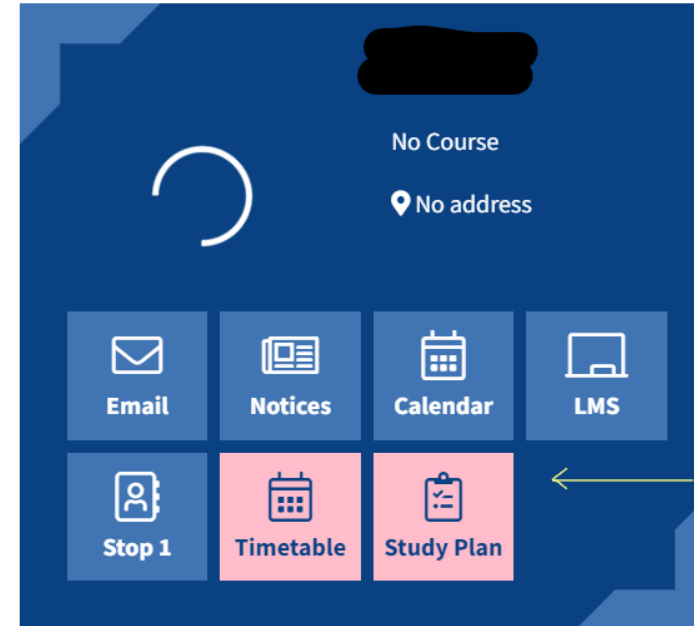 No Course
No address
Email Notices Calendar LMS
Stop 1 Timetable Study Plan